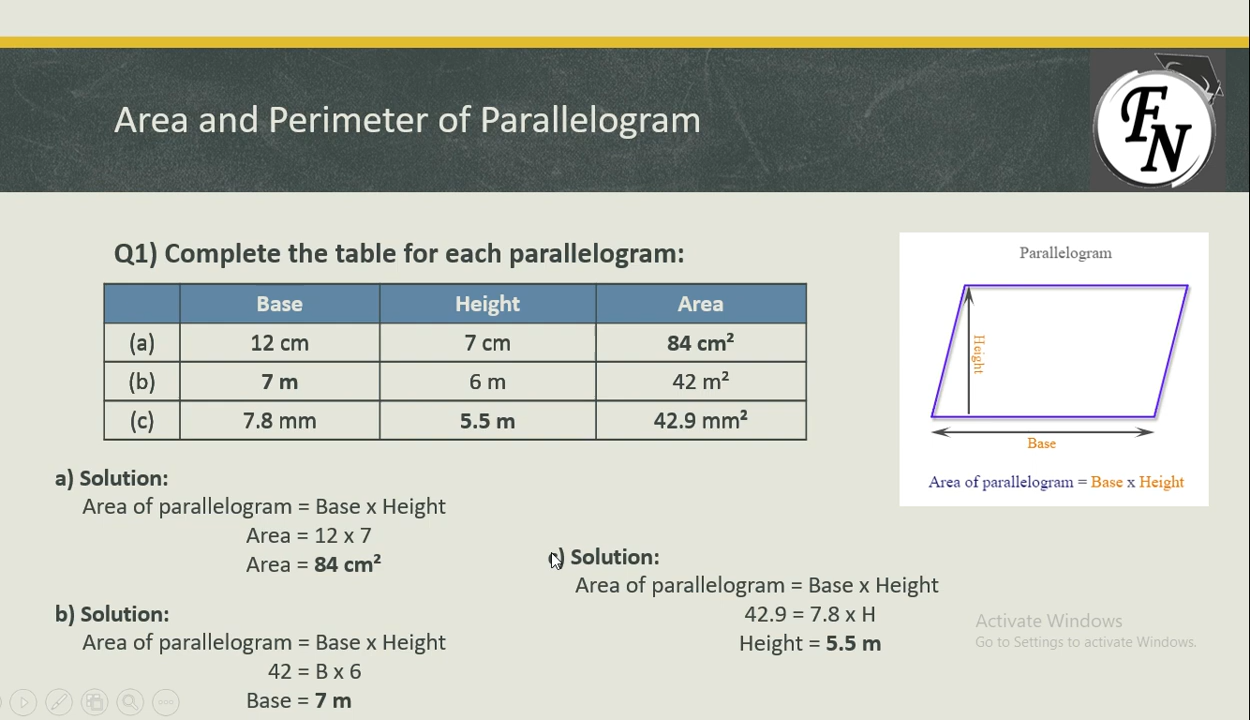 Area and Perimeter of Parallelogram
FN
Q1) Complete the table for each parallelogram:
Base Height Area
(a) 12 cm 7 cm 84 cm²
(b) 7 m 6 m 42 m²
(c) 7.8 mm 5.5 m 42.9 mm²
Parallelogram
Height
Base
Area of parallelogram = Base x Height
a) Solution:
Area of parallelogram = Base x Height
Area = 12 x 7
Area = 84 cm²
b) Solution:
Area of parallelogram = Base x Height
42 = B x 6
Base = 7 m
) Solution:
Area of parallelogram = Base x Height
42.9 = 7.8 x H
Height = 5.5 m
Activate Windows
Go to Settings to activate Windows.